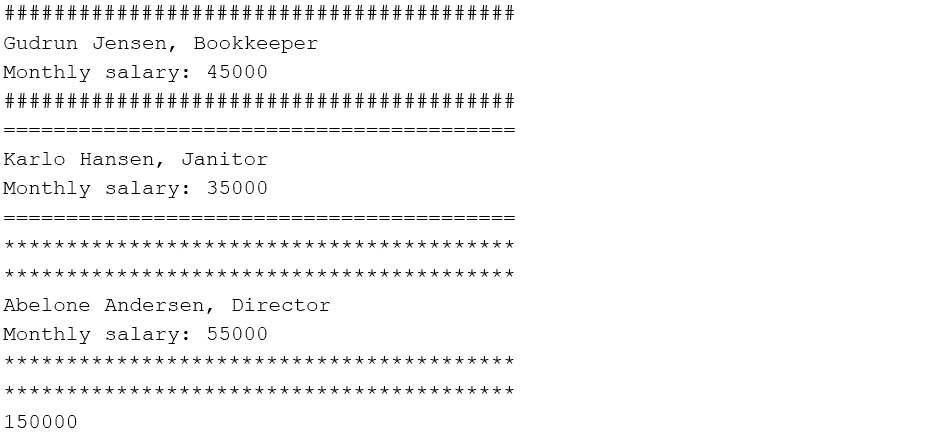 #########################################
Gudrun Jensen, Bookkeeper
Monthly salary: 45000
#########################################
=========================================
Karlo Hansen, Janitor
Monthly salary: 35000
=========================================
*****************************************
*****************************************
Abelone Andersen, Director
Monthly salary: 55000
*****************************************
*****************************************
150000